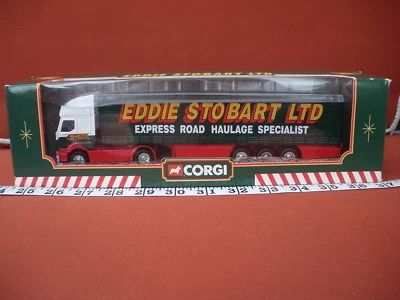 EDDIE STOBART LTD
EDDIE STOBART LTD
EXPRESS ROAD HAULAGE SPECIALIST
CORGI